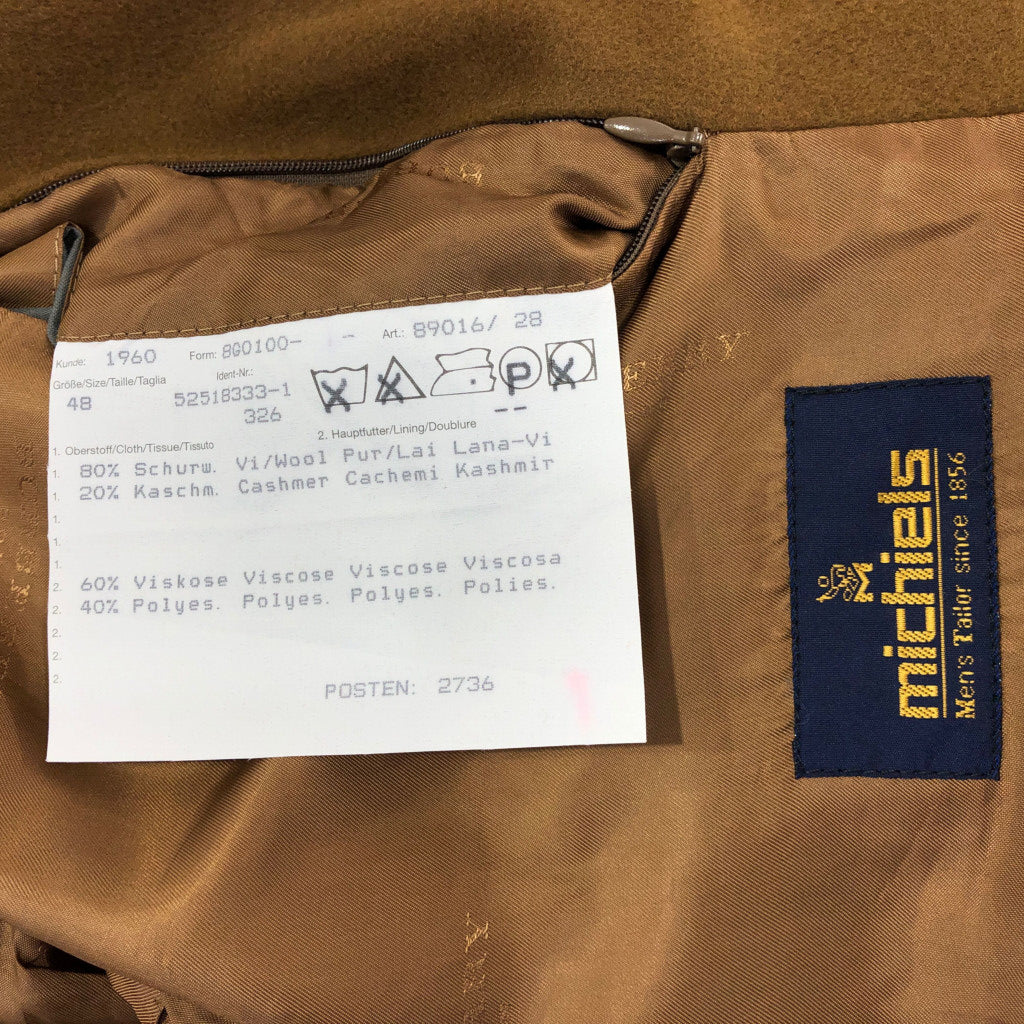 Kunde: 1960 Form: 8G0100- - -- Art.: 89016/ 28
Größe/Size/Taille/Taglia Ident-Nr.:
48 52518333-1
326
P
--
1. Oberstoff/Cloth/Tissue/Tissuto 2. Hauptfutter/Lining/Doublure
1. 80% Schurw. Vi/Wool Pur/Lai Lana-Vi
1. 20% Kaschm. Cashmer Cachemi Kashmir
1.
1.
1.
2. 60% Viskose Viscose Viscose Viscosa
2. 40% Polyes. Polyes. Polyes. Polies.
2.
2.
2.
POSTEN: 2736
michiels
Men's Tailor since 1856